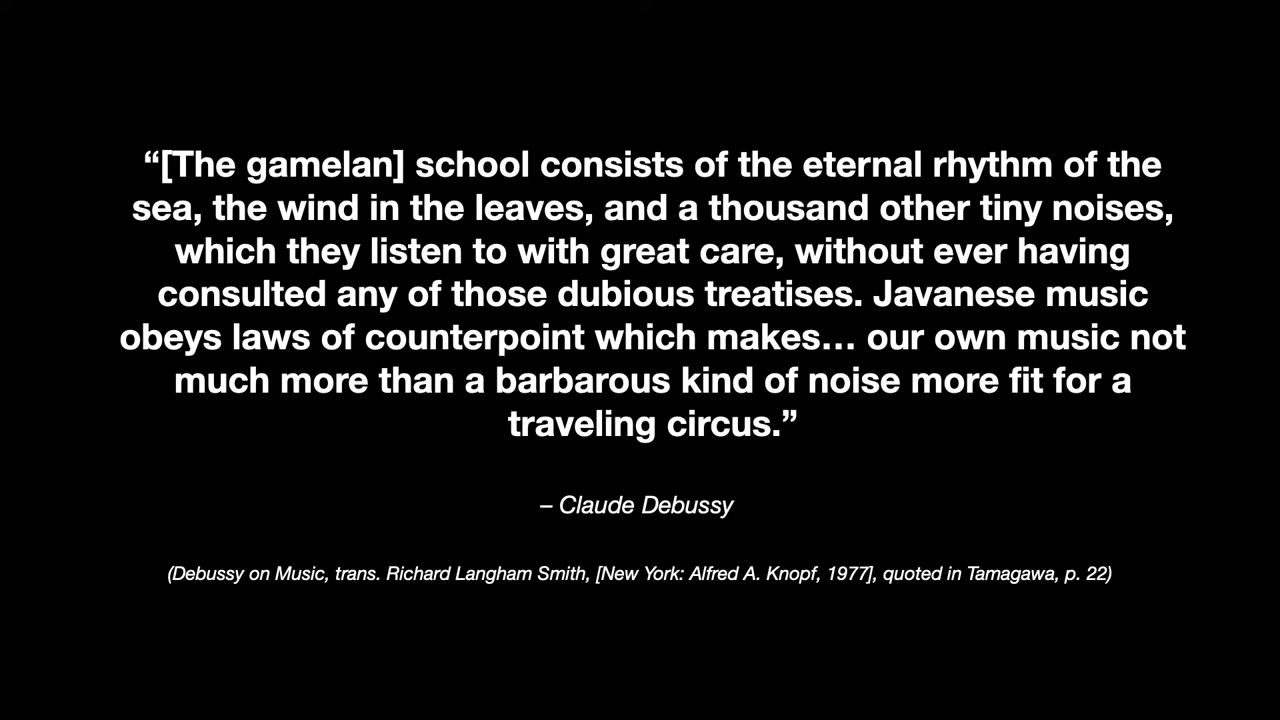 “[The gamelan] school consists of the eternal rhythm of the
sea, the wind in the leaves, and a thousand other tiny noises,
which they listen to with great care, without ever having
consulted any of those dubious treatises. Javanese music
obeys laws of counterpoint which makes… our own music not
much more than a barbarous kind of noise more fit for a
traveling circus.”
– Claude Debussy
(Debussy on Music, trans. Richard Langham Smith, [New York: Alfred A. Knopf, 1977], quoted in Tamagawa, p. 22)